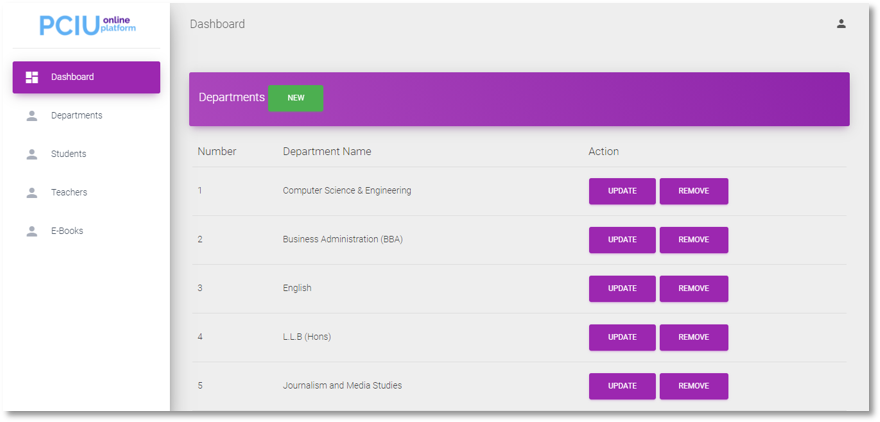 PCIU online platform
Dashboard
Dashboard
Departments
Students
Teachers
E-Books
Departments NEW
Number Department Name Action
1 Computer Science & Engineering UPDATE REMOVE
2 Business Administration (BBA) UPDATE REMOVE
3 English UPDATE REMOVE
4 L.L.B (Hons) UPDATE REMOVE
5 Journalism and Media Studies UPDATE REMOVE